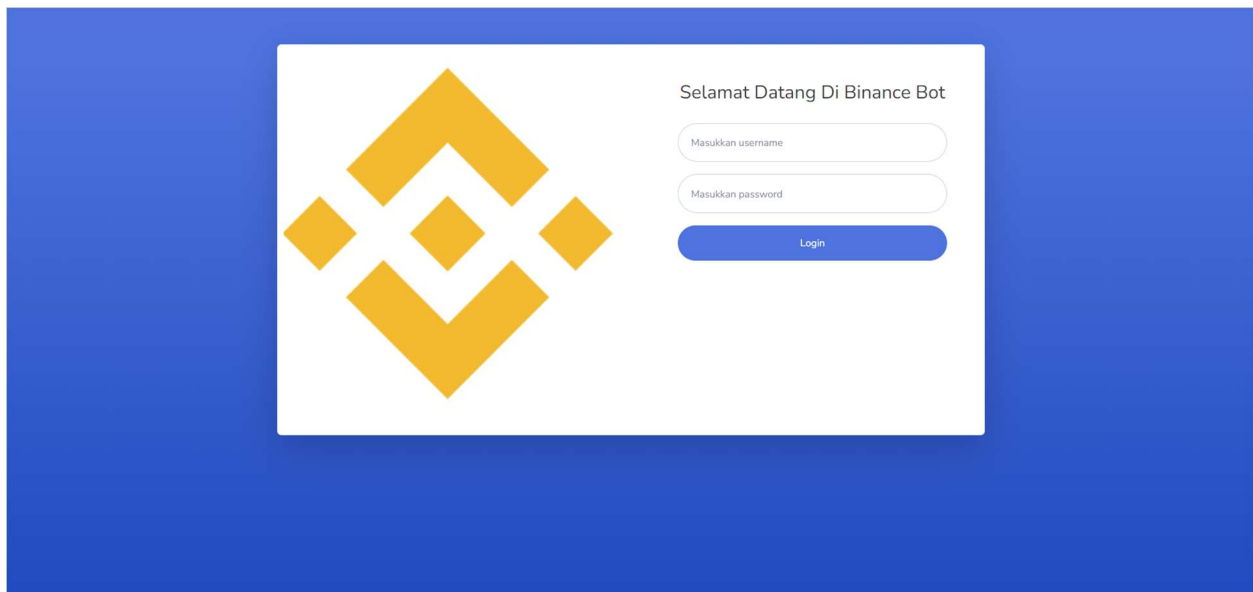 Selamat Datang Di Binance Bot
Masukkan username
Masukkan password
Login